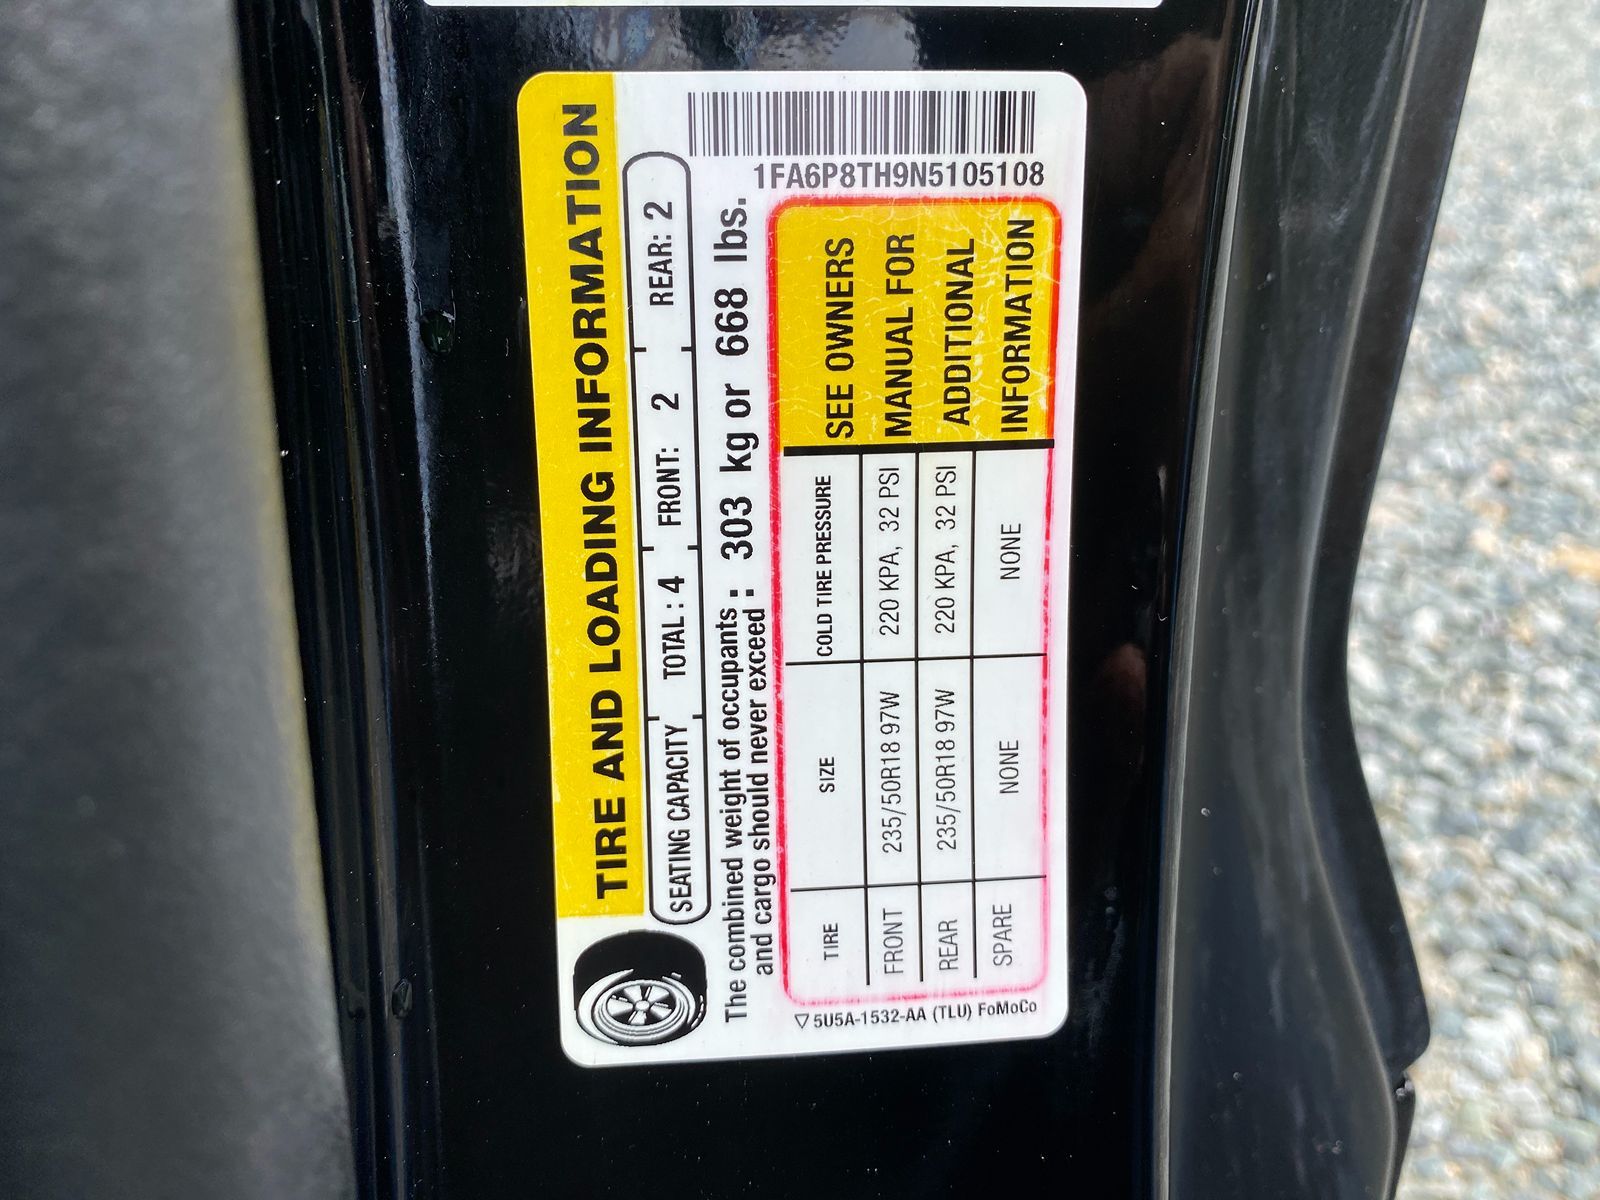 TIRE AND LOADING INFORMATION
SEATING CAPACITY TOTAL : 4 FRONT: 2 REAR: 2
The combined weight of occupants and cargo should never exceed : 303 kg or 668 lbs.
1FA6P8TH9N5105108
TIRE SIZE COLD TIRE PRESSURE
FRONT 235/50R18 97W 220 KPA, 32 PSI
REAR 235/50R18 97W 220 KPA, 32 PSI
SPARE NONE NONE
SEE OWNERS
MANUAL FOR
ADDITIONAL
INFORMATION
5U5A-1532-AA (TLU) FoMoCo